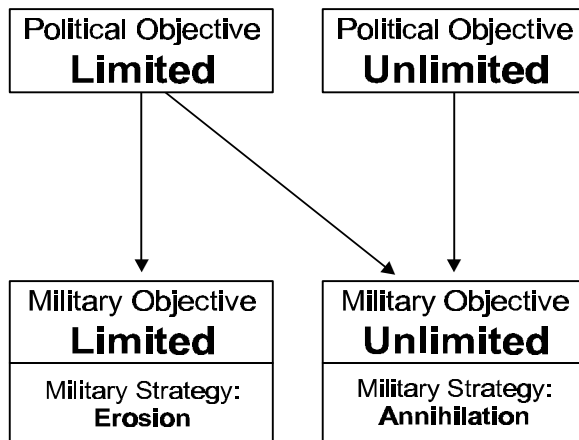 Political Objective
Limited
Political Objective
Unlimited
Military Objective
Limited
Military Strategy:
Erosion
Military Objective
Unlimited
Military Strategy:
Annihilation